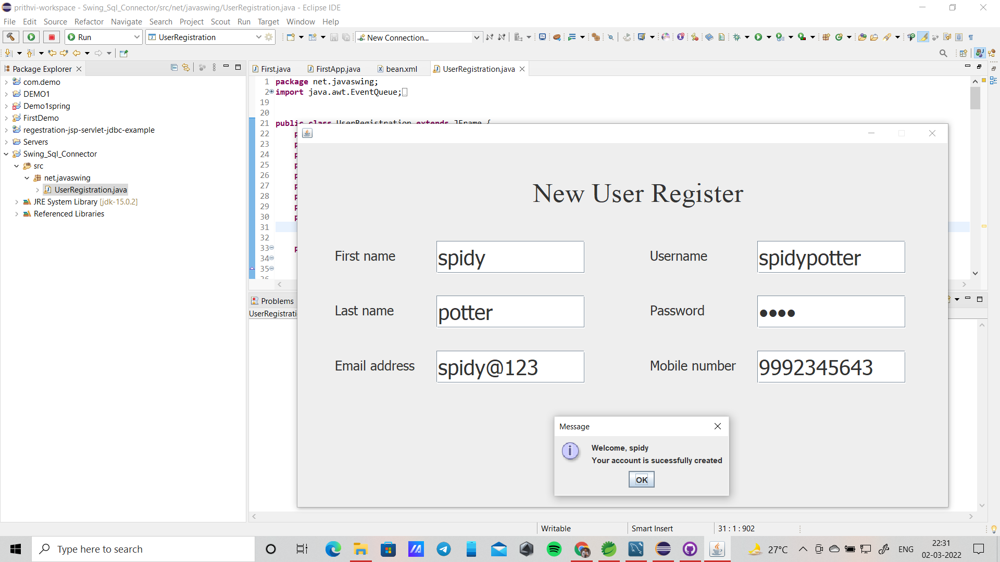 prithvi-workspace - Swing_Sql_Connector/src/net/javaswing/UserRegistration.java - Eclipse IDE
File Edit Source Refactor Navigate Search Project Scout Run Target Window Help
Run UserRegistration New Connection...
Package Explorer
First.java FirstApp.java bean.xml UserRegistration.java
com.demo
DEMO1
Demo1spring
FirstDemo
regestration-jsp-servlet-jdbc-example
Servers
Swing_Sql_Connector
src
net.javaswing
UserRegistration.java
JRE System Library [jdk-15.0.2]
Referenced Libraries
1 package net.javaswing;
2 import java.awt.EventQueue;
19
20
21 public class UserRegistration extends JFrame {
22 p
23 p
24 p
25 p
26 p
27 p
28 p
29 p
30 p
31
32
33 p
34
35
36
New User Register
First name spidy Username spidypotter
Last name potter Password ••••
Email address spidy@123 Mobile number 9992345643
Message
Welcome, spidy
Your account is sucessfully created
OK
Problems
UserRegistrati
Writable Smart Insert 31 : 1 : 902
Type here to search
27°C ENG 22:31
02-03-2022